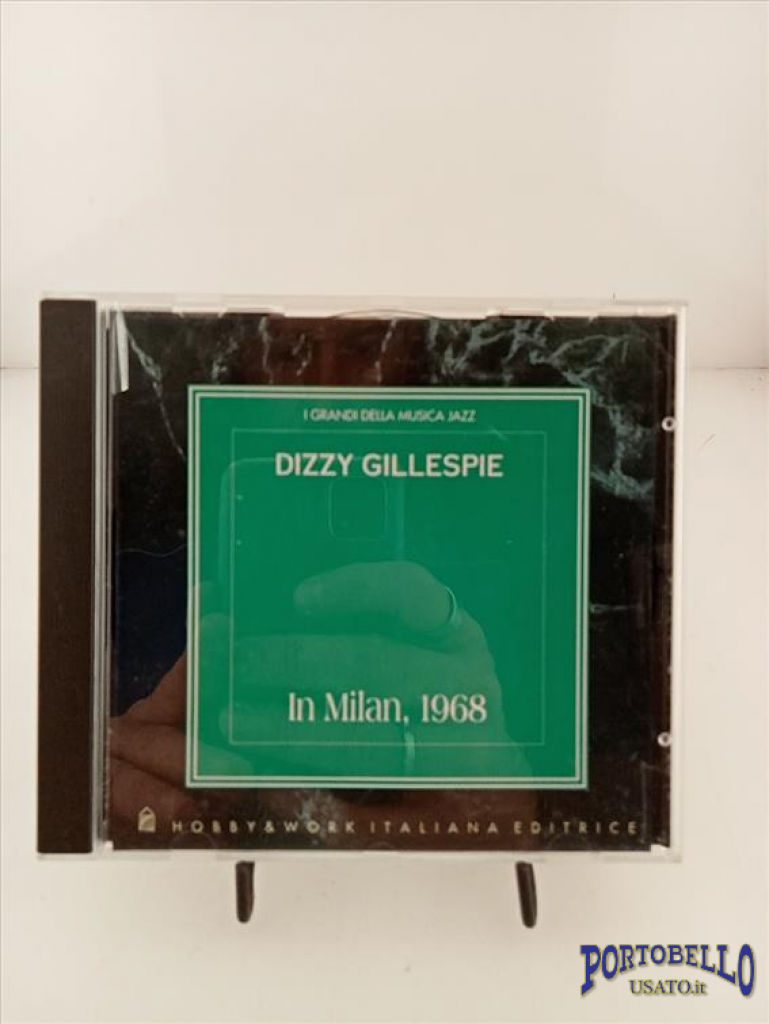 I GRANDI DELLA MUSICA JAZZ
DIZZY GILLESPIE
In Milan, 1968
HOBBY & WORK ITALIANA EDITRICE
PORTOBELLO
USATO.it